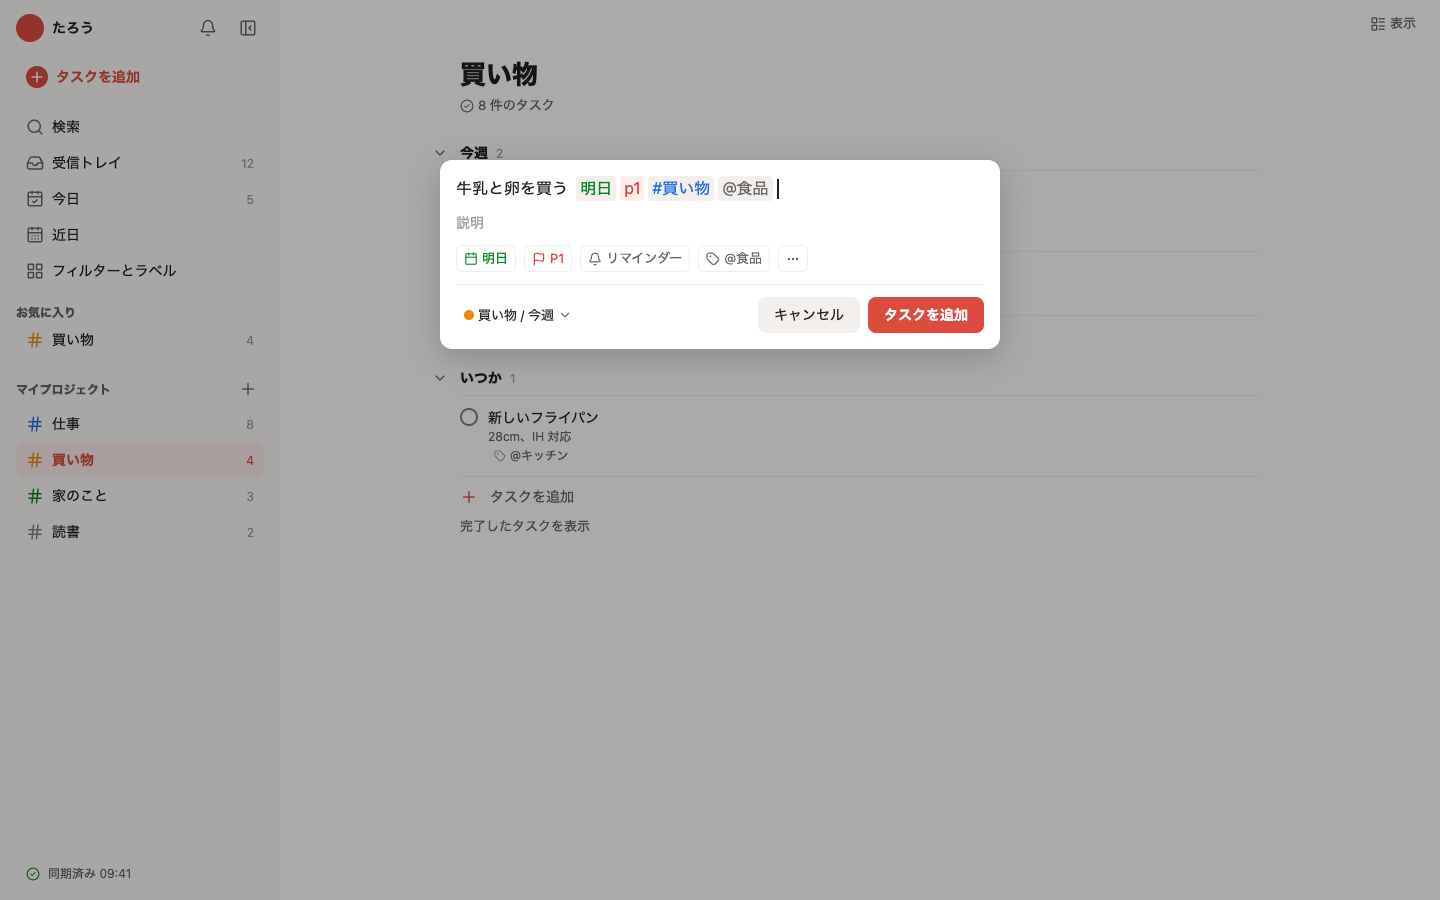 たろう
タスクを追加
検索
受信トレイ 12
今日 5
近日
フィルターとラベル
お気に入り
買い物 4
マイプロジェクト
仕事 8
買い物 4
家のこと 3
読書 2
同期済み 09:41
表示
買い物
8 件のタスク
今週 2
牛乳と卵を買う 明日 p1 #買い物 @食品
説明
明日 P1 リマインダー @食品
買い物 / 今週 キャンセル タスクを追加
いつか 1
新しいフライパン
28cm、IH 対応
@キッチン
タスクを追加
完了したタスクを表示